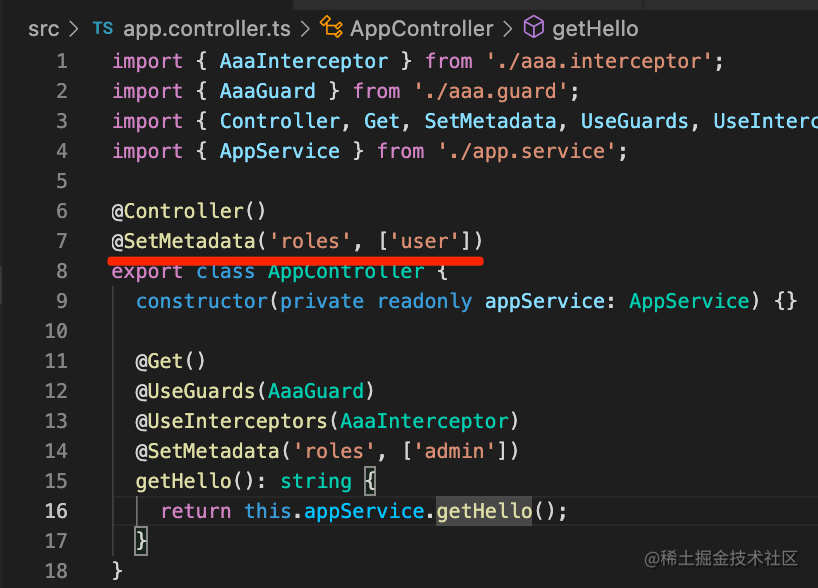 src > TS app.controller.ts > AppController > getHello
1 import { AaaInterceptor } from './aaa.interceptor';
2 import { AaaGuard } from './aaa.guard';
3 import { Controller, Get, SetMetadata, UseGuards, UseInterc
4 import { AppService } from './app.service';
5
6 @Controller()
7 @SetMetadata('roles', ['user'])
8 export class AppController {
9 constructor(private readonly appService: AppService) {}
10
11 @Get()
12 @UseGuards(AaaGuard)
13 @UseInterceptors(AaaInterceptor)
14 @SetMetadata('roles', ['admin'])
15 getHello(): string {
16 return this.appService.getHello();
17 }
18 }
@稀土掘金技术社区